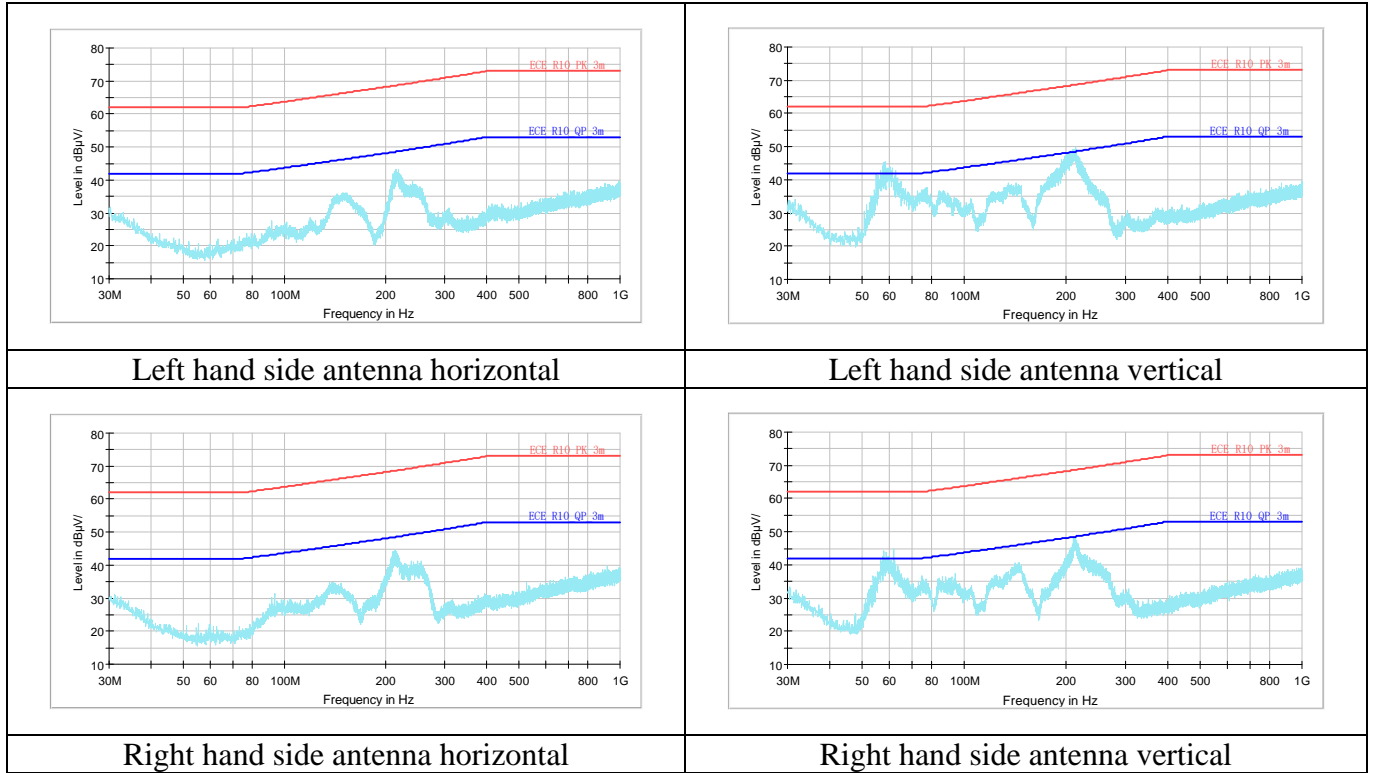 80
70
60
50
40
30
20
10
Level in dBµV/
ECE R10 PK 3m
ECE R10 QP 3m
30M 50 60 80 100M 200 300 400 500 800 1G
Frequency in Hz
80
70
60
50
40
30
20
10
Level in dBµV/
ECE R10 PK 3m
ECE R10 QP 3m
30M 50 60 80 100M 200 300 400 500 800 1G
Frequency in Hz
Left hand side antenna horizontal
Left hand side antenna vertical
80
70
60
50
40
30
20
10
Level in dBµV/
ECE R10 PK 3m
ECE R10 QP 3m
30M 50 60 80 100M 200 300 400 500 800 1G
Frequency in Hz
80
70
60
50
40
30
20
10
Level in dBµV/
ECE R10 PK 3m
ECE R10 QP 3m
30M 50 60 80 100M 200 300 400 500 800 1G
Frequency in Hz
Right hand side antenna horizontal
Right hand side antenna vertical